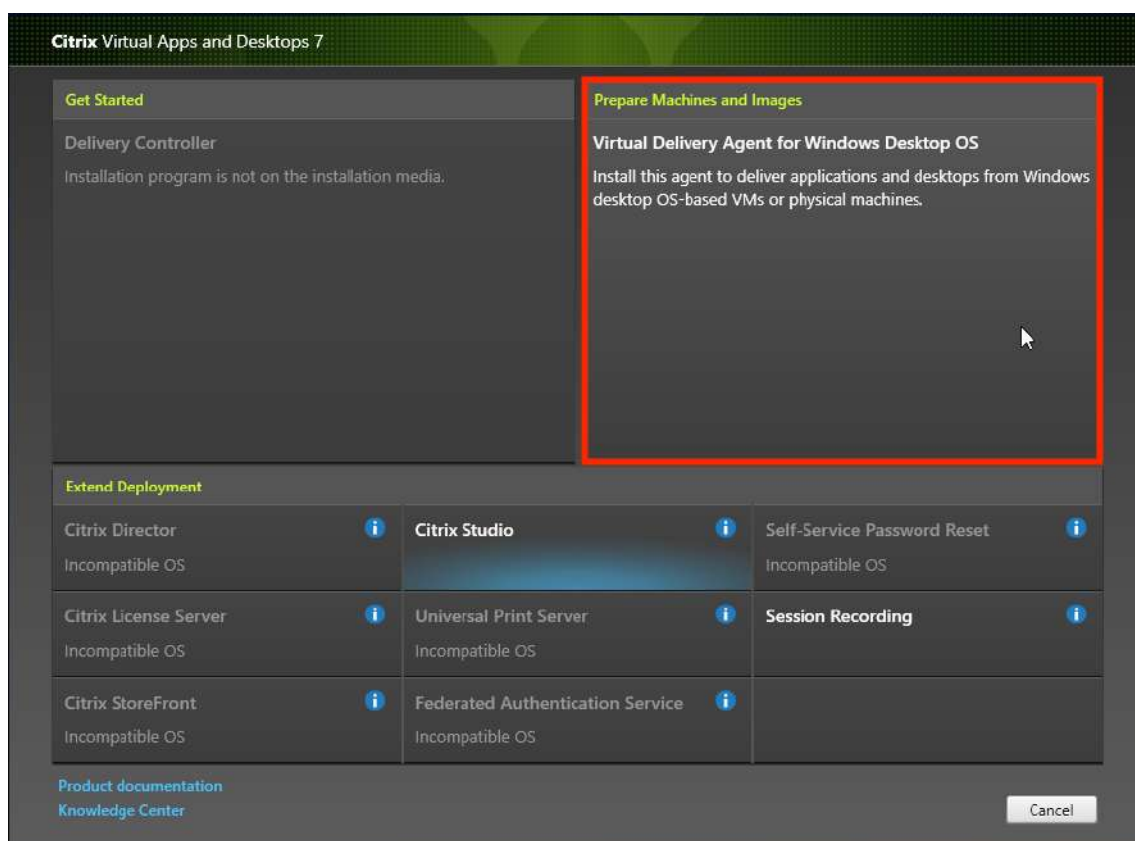 Citrix Virtual Apps and Desktops 7
Get Started
Delivery Controller
Installation program is not on the installation media.
Prepare Machines and Images
Virtual Delivery Agent for Windows Desktop OS
Install this agent to deliver applications and desktops from Windows
desktop OS-based VMs or physical machines.
Extend Deployment
Citrix Director
Incompatible OS
Citrix Studio
Self-Service Password Reset
Incompatible OS
Citrix License Server
Incompatible OS
Universal Print Server
Incompatible OS
Session Recording
Citrix StoreFront
Incompatible OS
Federated Authentication Service
Incompatible OS
Product documentation
Knowledge Center
Cancel